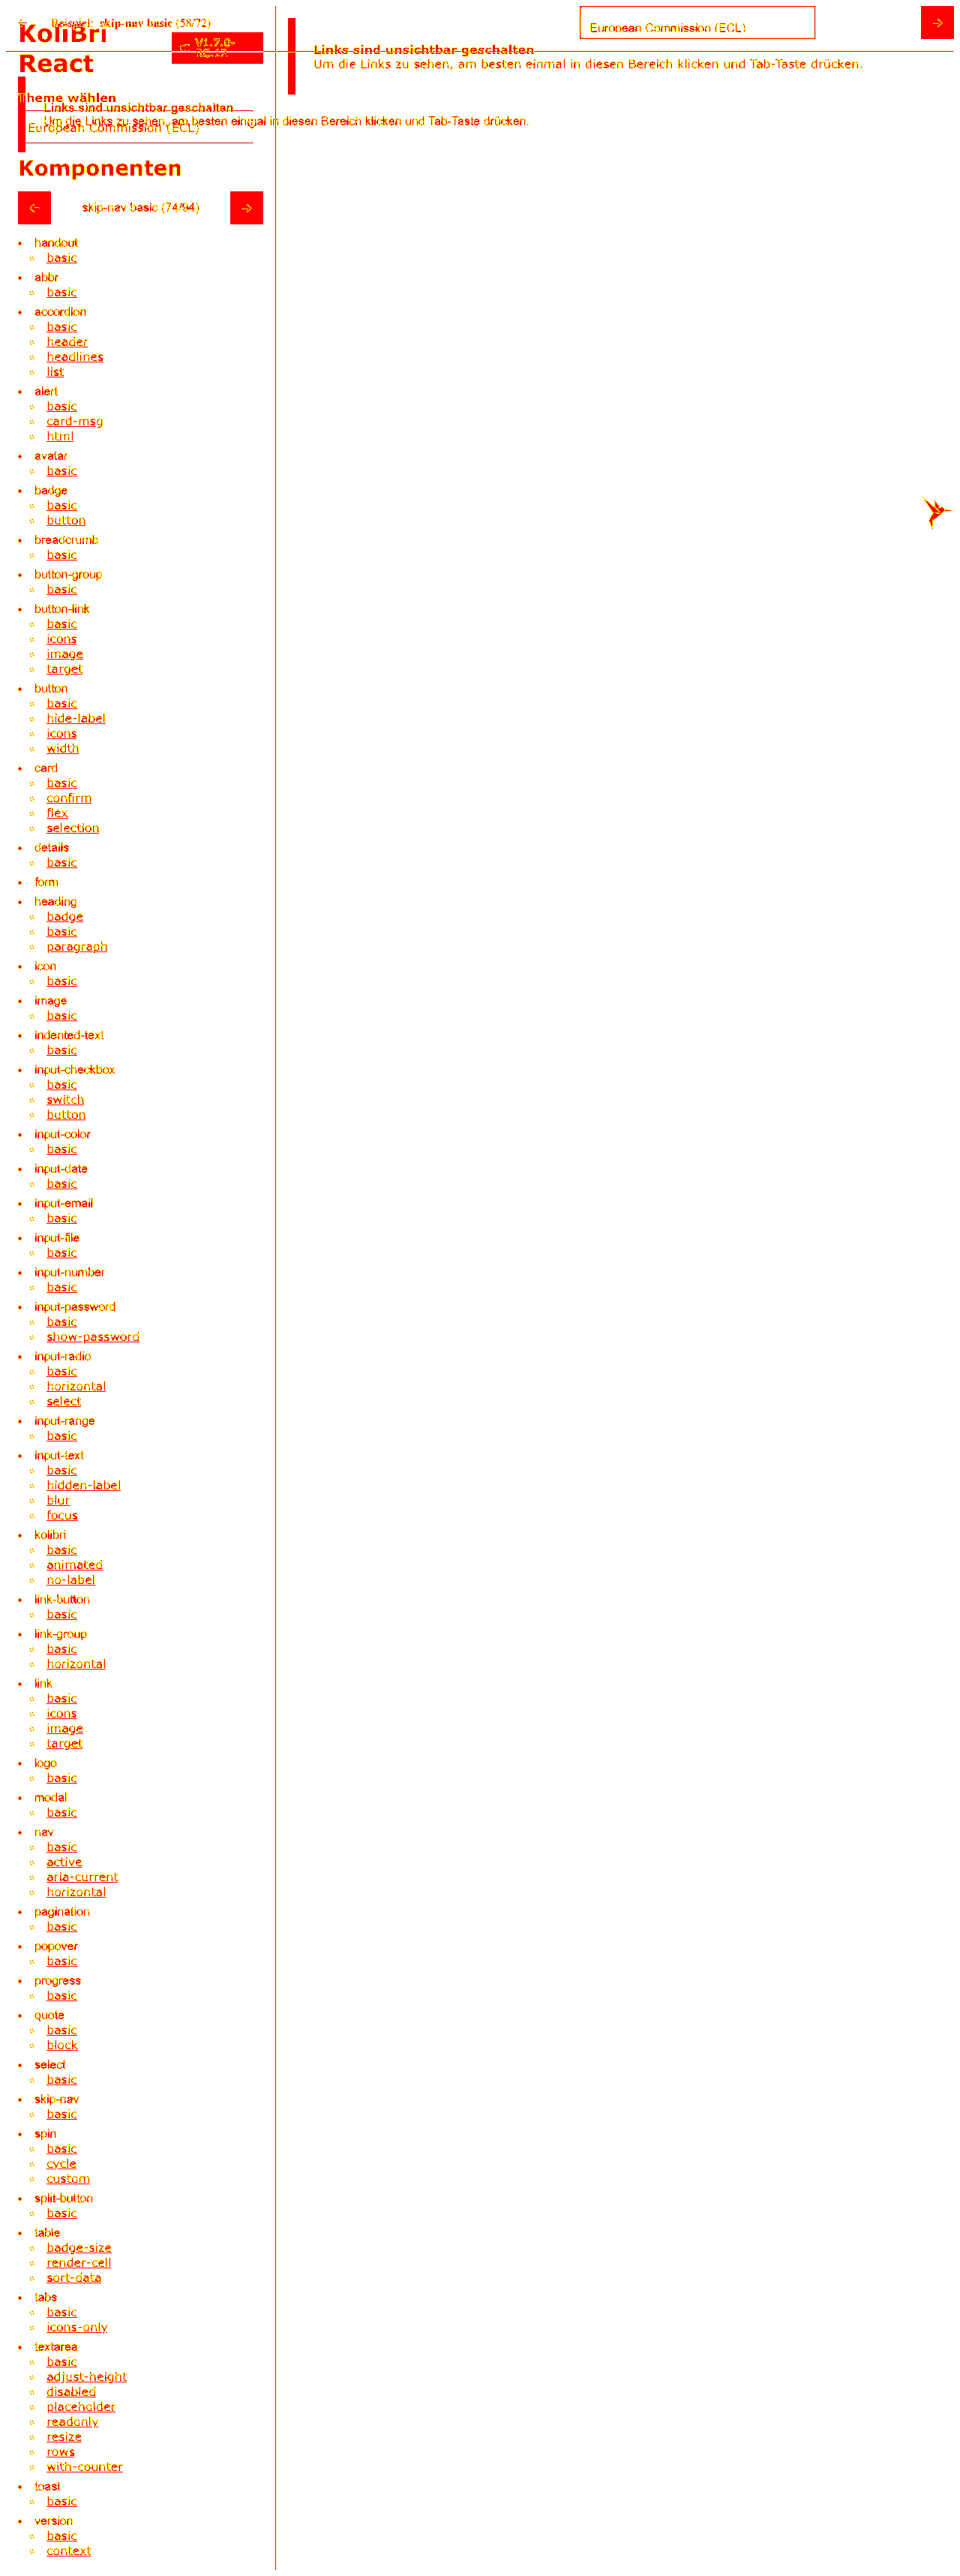 ← Beispiel: skip-nav basic (58/72)
European Commission (ECL)
→
KoliBri
React
Links sind unsichtbar geschalten
Um die Links zu sehen, am besten einmal in diesen Bereich klicken und Tab-Taste drücken.
Theme wählen
Links sind unsichtbar geschalten
Um die Links zu sehen, am besten einmal in diesen Bereich klicken und Tab-Taste drücken.
European Commission (ECL)
Komponenten
← skip-nav basic (74/94) →
handout
basic
abbr
basic
accordion
basic
header
headlines
list
alert
basic
card-msg
html
avatar
basic
badge
basic
button
breadcrumb
basic
button-group
basic
button-link
basic
icons
image
target
button
basic
hide-label
icons
width
card
basic
confirm
flex
selection
details
basic
form
heading
badge
basic
paragraph
icon
basic
image
basic
indented-text
basic
input-checkbox
basic
switch
button
input-color
basic
input-date
basic
input-email
basic
input-file
basic
input-number
basic
input-password
basic
show-password
input-radio
basic
horizontal
select
input-range
basic
input-text
basic
hidden-label
blur
focus
kolibri
basic
animated
no-label
link-button
basic
link-group
basic
horizontal
link
basic
icons
image
target
logo
basic
modal
basic
nav
basic
active
aria-current
horizontal
pagination
basic
popover
basic
progress
basic
quote
basic
block
select
basic
skip-nav
basic
spin
basic
cycle
custom
split-button
basic
table
badge-size
render-cell
sort-data
tabs
basic
icons-only
textarea
basic
adjust-height
disabled
placeholder
readonly
resize
rows
with-counter
toast
basic
version
basic
context